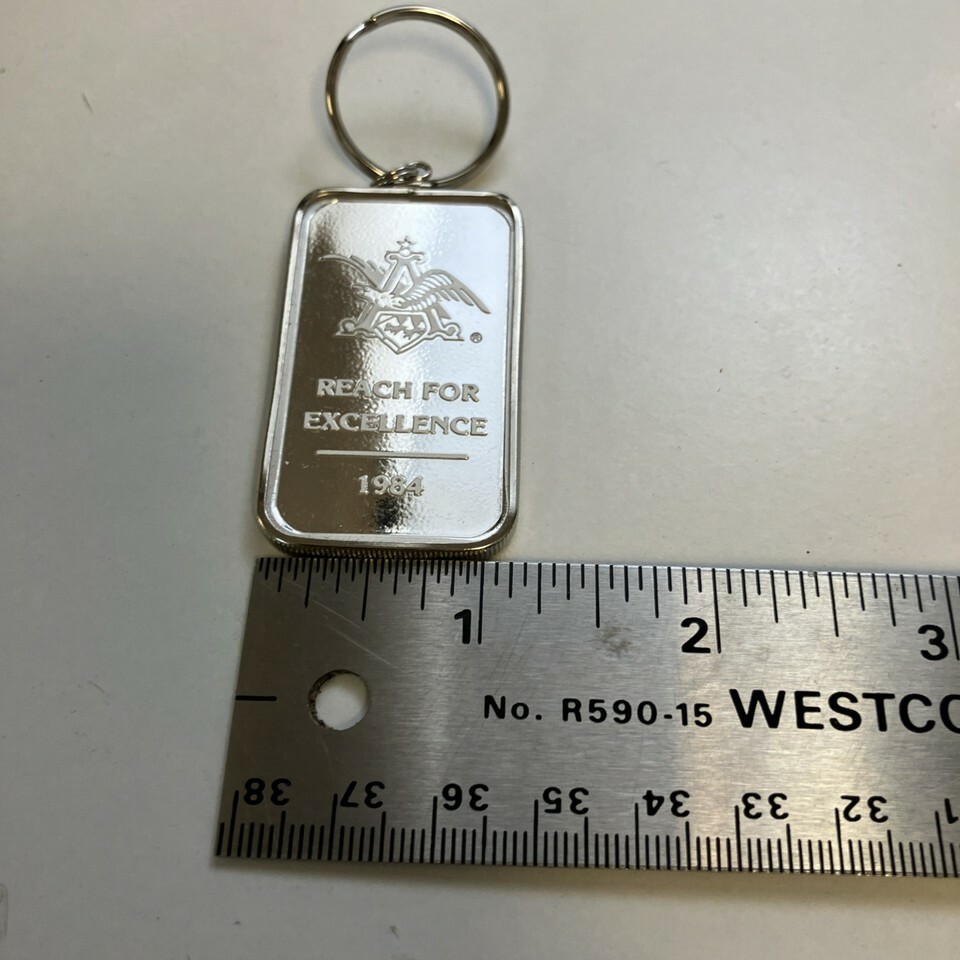 A
®
REACH FOR
EXCELLENCE
1984
1 2 3
No. R590-15 WESTCO
38 37 36 35 34 33 32